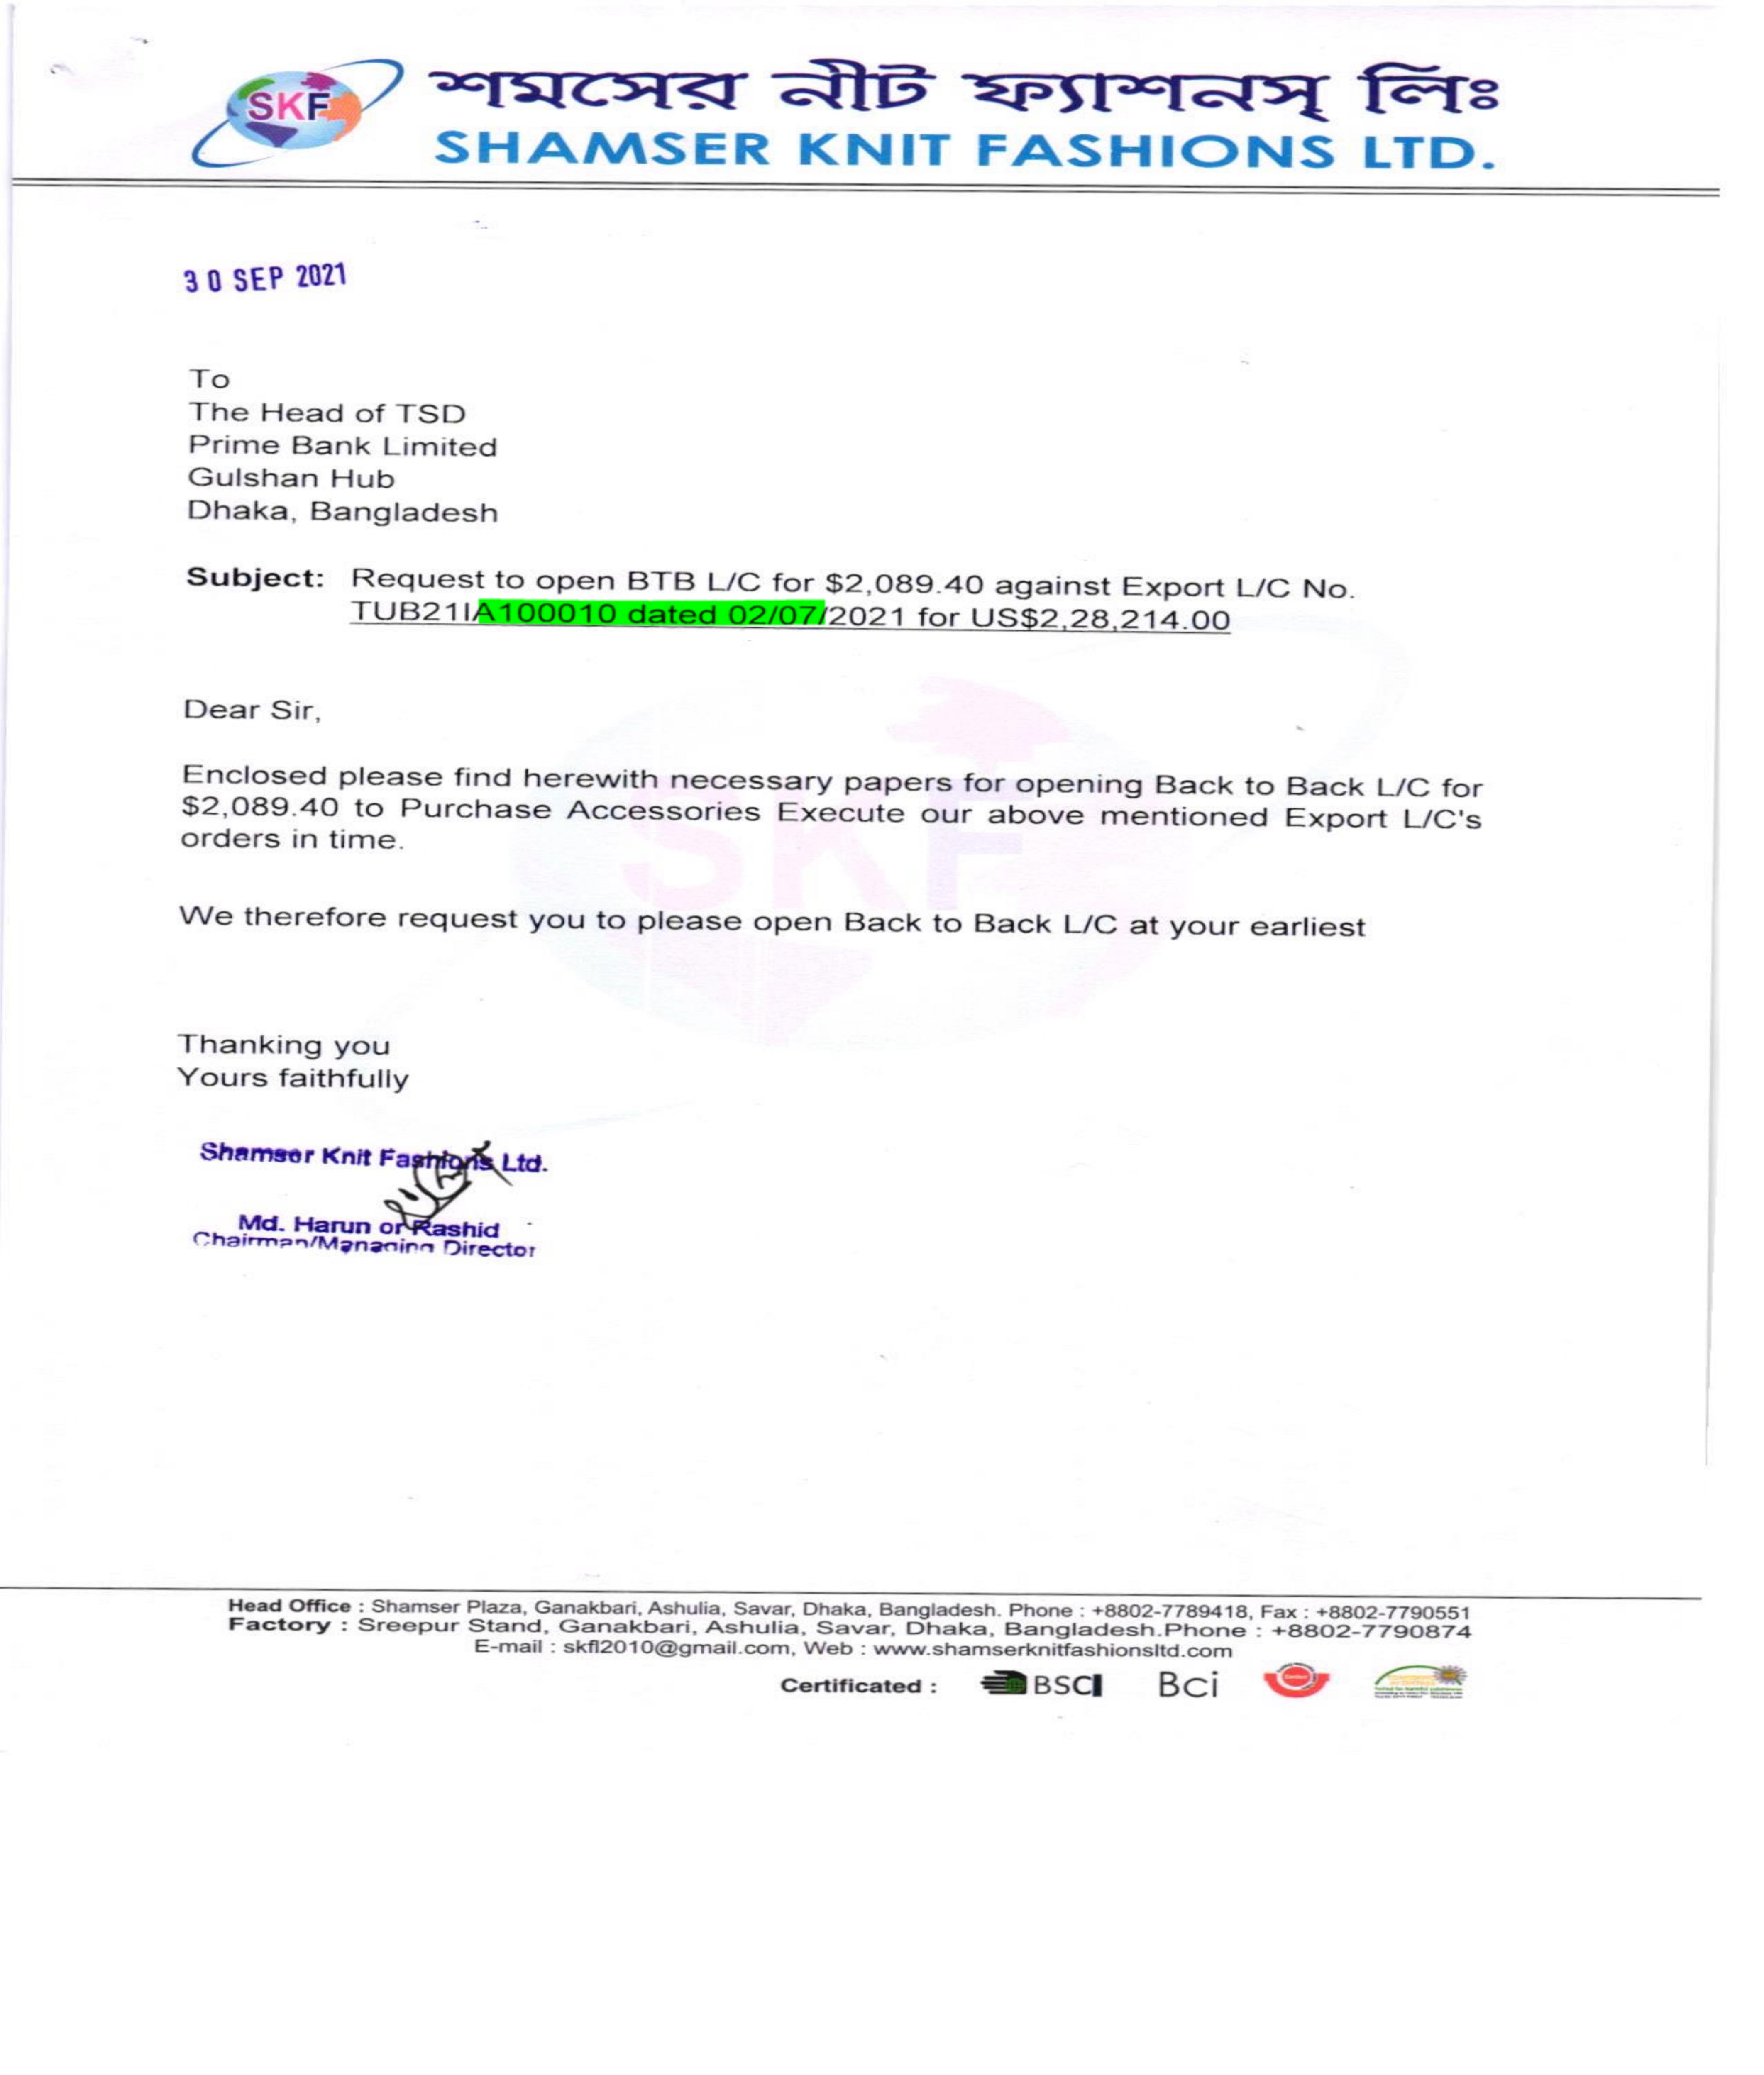 SKF
শমসের নীট ফ্যাশনস্ লিঃ
SHAMSER KNIT FASHIONS LTD.
30 SEP 2021
To
The Head of TSD
Prime Bank Limited
Gulshan Hub
Dhaka, Bangladesh
Subject: Request to open BTB L/C for $2,089.40 against Export L/C No.
TUB21IA100010 dated 02/07/2021 for US$2,28,214.00
Dear Sir,
Enclosed please find herewith necessary papers for opening Back to Back L/C for
$2,089.40 to Purchase Accessories Execute our above mentioned Export L/C's
orders in time.
SKF
We therefore request you to please open Back to Back L/C at your earliest
Thanking you
Yours faithfully
Shamser Knit Fashions Ltd.
Md. Harun or Rashid
Chairman/Managing Director
Head Office : Shamser Plaza, Ganakbari, Ashulia, Savar, Dhaka, Bangladesh. Phone : +8802-7789418, Fax : +8802-7790551
Factory : Sreepur Stand, Ganakbari, Ashulia, Savar, Dhaka, Bangladesh.Phone : +8802-7790874
E-mail : skfl2010@gmail.com, Web : www.shamserknitfashionsltd.com
Certificated : BSCI Bci